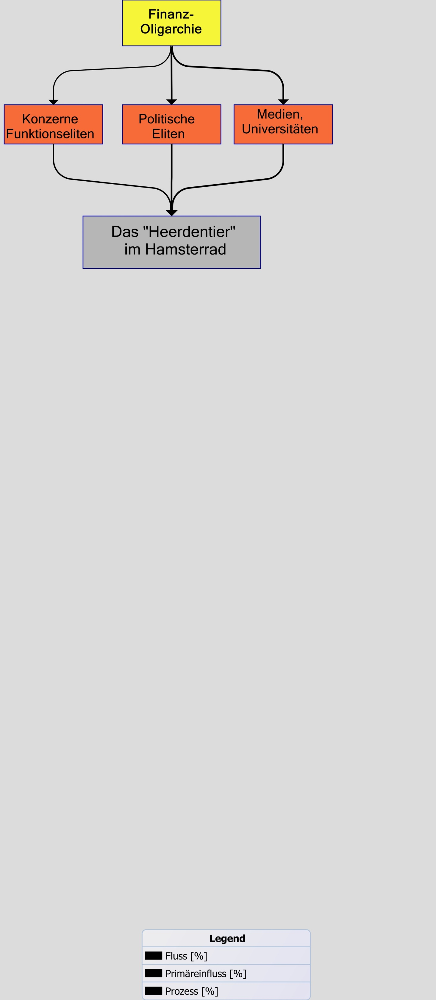 Finanz-
Oligarchie
Konzerne
Funktionseliten
Politische
Eliten
Medien,
Universitäten
Das "Heerdentier"
im Hamsterrad
Legend
Fluss [%]
Primäreinfluss [%]
Prozess [%]